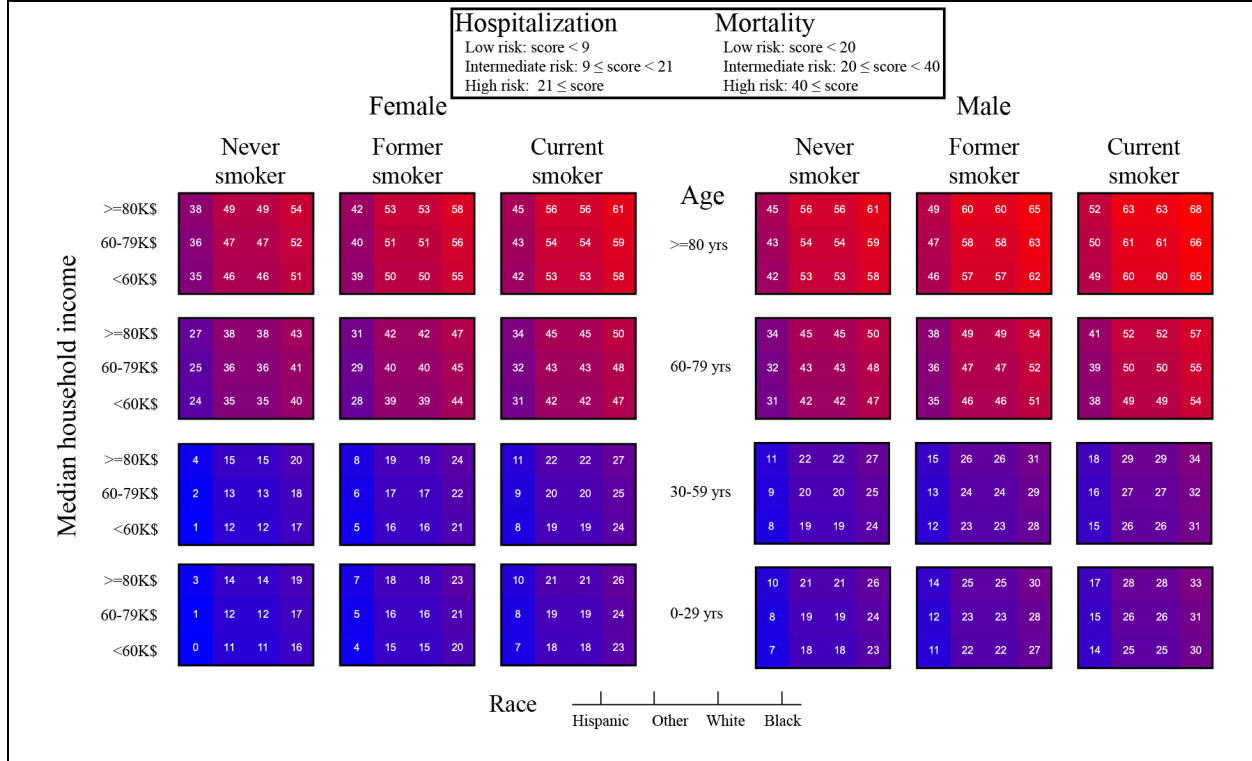 Hospitalization Mortality
Low risk: score < 9 Low risk: score < 20
Intermediate risk: 9 ≤ score < 21 Intermediate risk: 20 ≤ score < 40
High risk: 21 ≤ score High risk: 40 ≤ score
Female Male
Never smoker Former smoker Current smoker Age Never smoker Former smoker Current smoker
Median household income
>=80K$ 38 49 49 54 42 53 53 58 45 56 56 61 45 56 56 61 49 60 60 65 52 63 63 68
60-79K$ 36 47 47 52 40 51 51 56 43 54 54 59 >=80 yrs 43 54 54 59 47 58 58 63 50 61 61 66
<60K$ 35 46 46 51 39 50 50 55 42 53 53 58 42 53 53 58 46 57 57 62 49 60 60 65
>=80K$ 27 38 38 43 31 42 42 47 34 45 45 50 34 45 45 50 38 49 49 54 41 52 52 57
60-79K$ 25 36 36 41 29 40 40 45 32 43 43 48 60-79 yrs 32 43 43 48 36 47 47 52 39 50 50 55
<60K$ 24 35 35 40 28 39 39 44 31 42 42 47 31 42 42 47 35 46 46 51 38 49 49 54
>=80K$ 4 15 15 20 8 19 19 24 11 22 22 27 11 22 22 27 15 26 26 31 18 29 29 34
60-79K$ 2 13 13 18 6 17 17 22 9 20 20 25 30-59 yrs 9 20 20 25 13 24 24 29 16 27 27 32
<60K$ 1 12 12 17 5 16 16 21 8 19 19 24 8 19 19 24 12 23 23 28 15 26 26 31
>=80K$ 3 14 14 19 7 18 18 23 10 21 21 26 10 21 21 26 14 25 25 30 17 28 28 33
60-79K$ 1 12 12 17 5 16 16 21 8 19 19 24 0-29 yrs 8 19 19 24 12 23 23 28 15 26 26 31
<60K$ 0 11 11 16 4 15 15 20 7 18 18 23 7 18 18 23 11 22 22 27 14 25 25 30
Race
Hispanic Other White Black